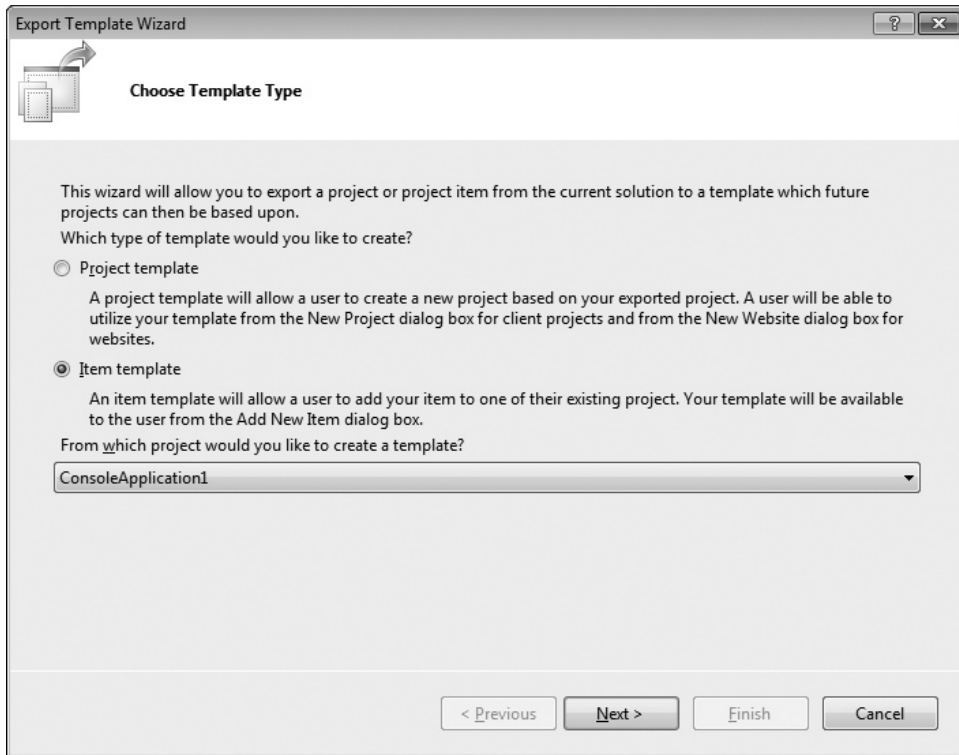 Export Template Wizard
Choose Template Type
This wizard will allow you to export a project or project item from the current solution to a template which future
projects can then be based upon.
Which type of template would you like to create?
Project template
A project template will allow a user to create a new project based on your exported project. A user will be able to
utilize your template from the New Project dialog box for client projects and from the New Website dialog box for
websites.
Item template
An item template will allow a user to add your item to one of their existing project. Your template will be available
to the user from the Add New Item dialog box.
From which project would you like to create a template?
ConsoleApplication1
< Previous Next > Finish Cancel